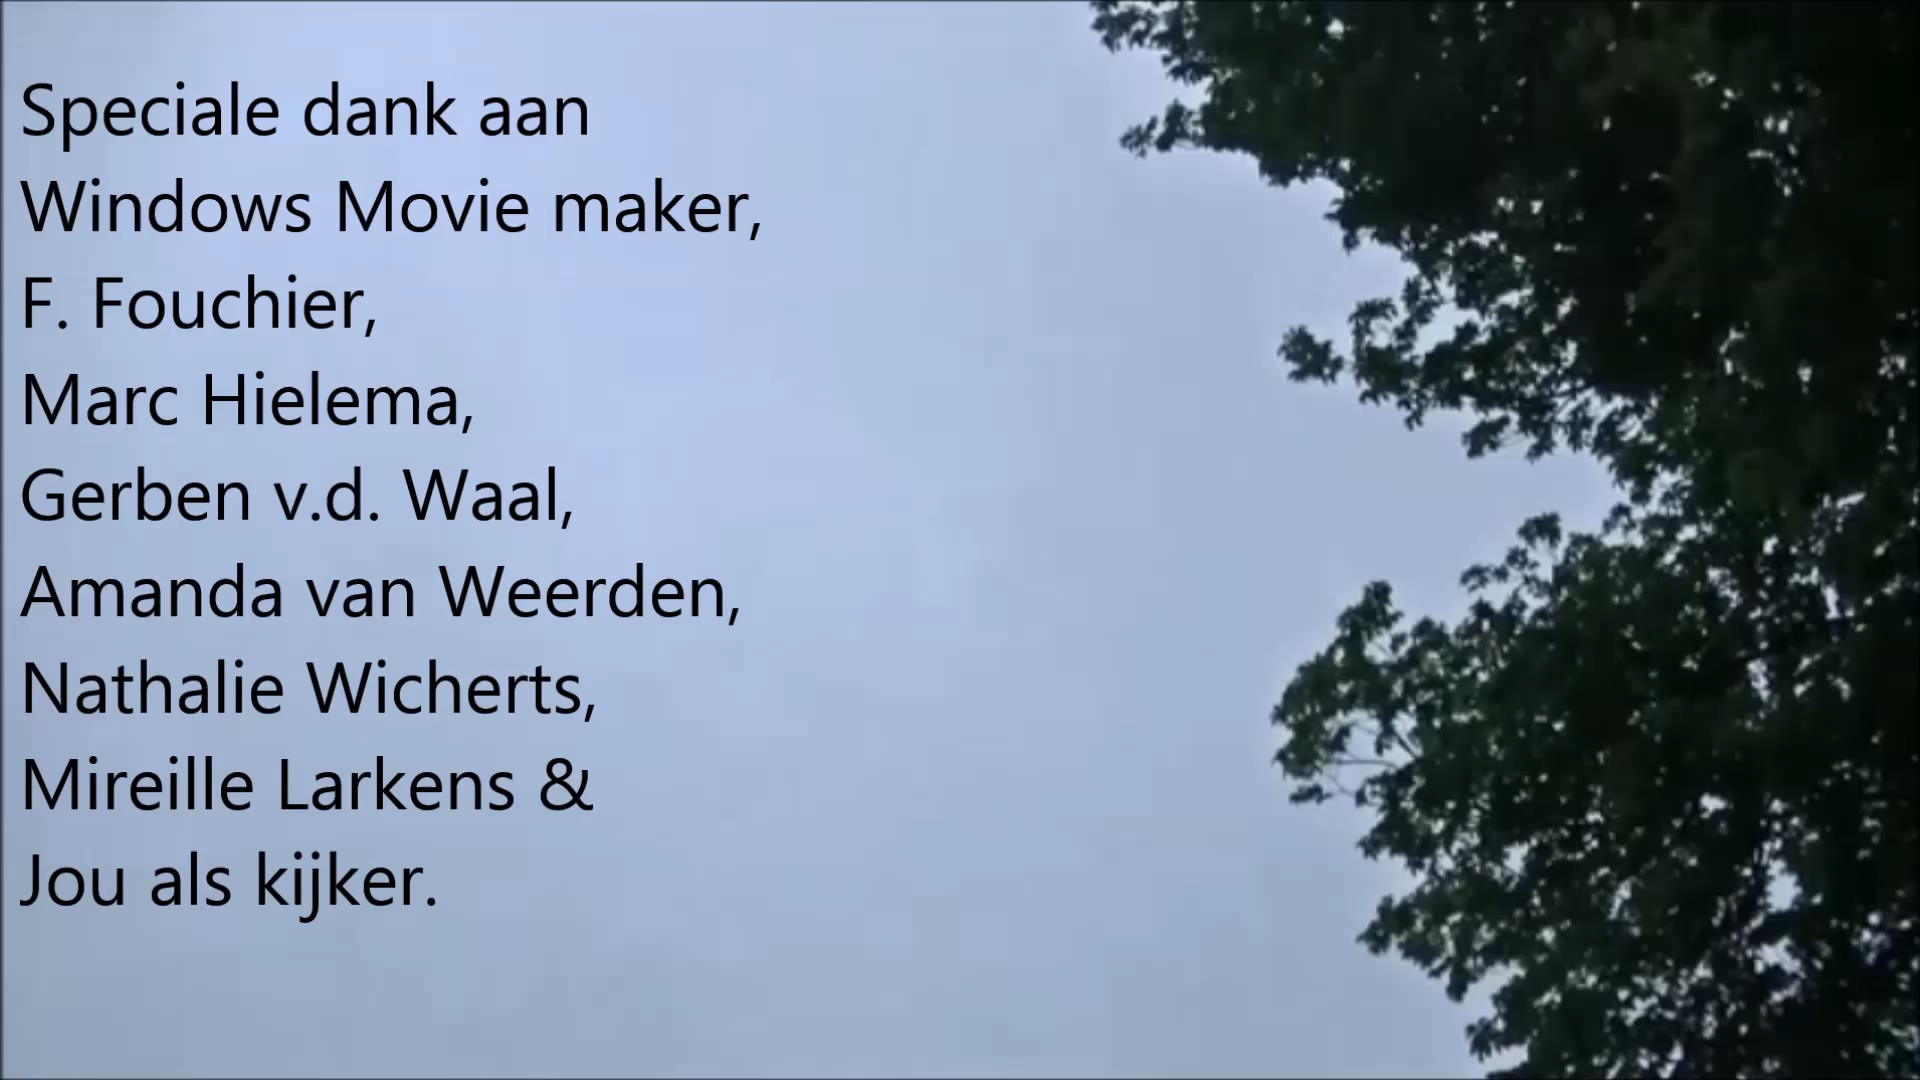 Speciale dank aan
Windows Movie maker,
F. Fouchier,
Marc Hielema,
Gerben v.d. Waal,
Amanda van Weerden,
Nathalie Wicherts,
Mireille Larkens &
Jou als kijker.